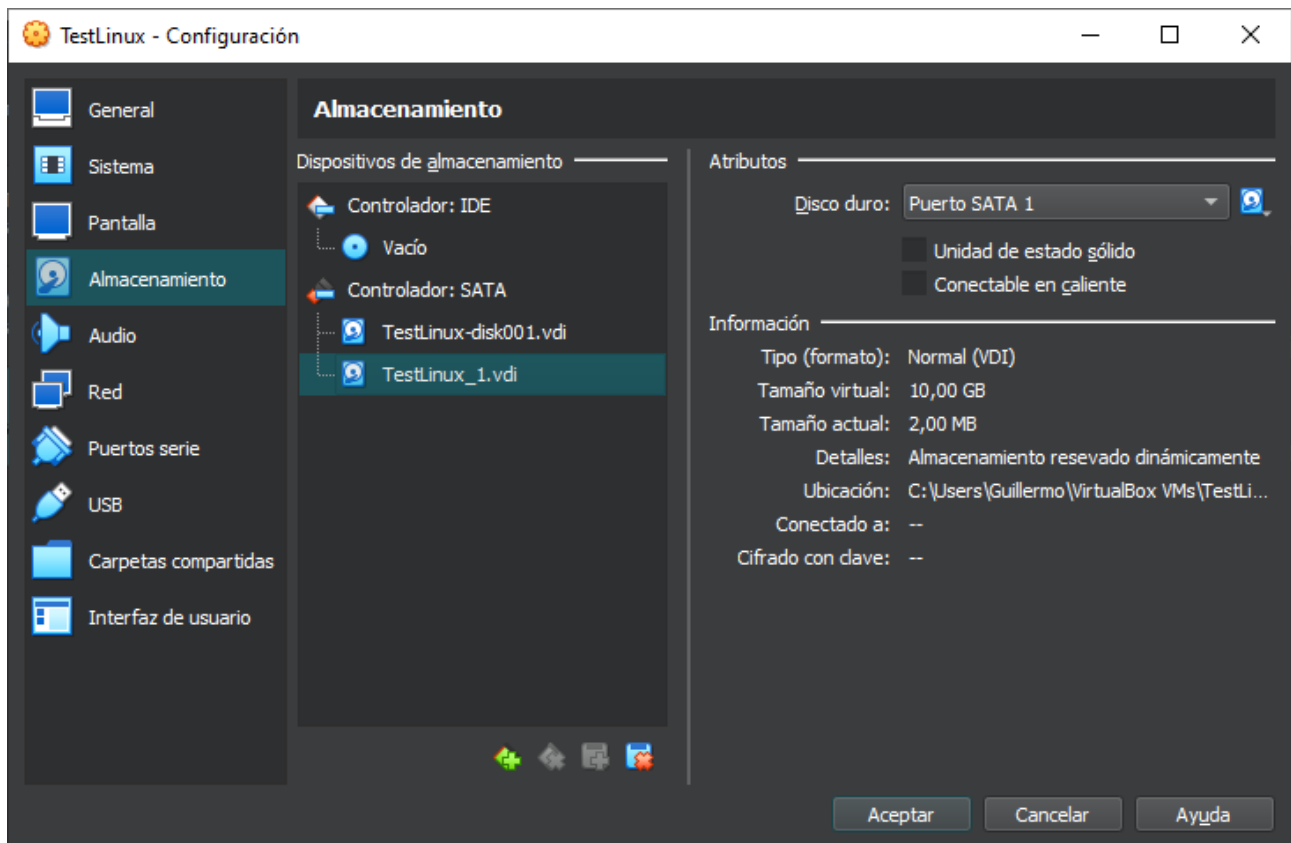 TestLinux - Configuración
General
Sistema
Pantalla
Almacenamiento
Audio
Red
Puertos serie
USB
Carpetas compartidas
Interfaz de usuario
Almacenamiento
Dispositivos de almacenamiento
Controlador: IDE
Vacío
Controlador: SATA
TestLinux-disk001.vdi
TestLinux_1.vdi
Atributos
Disco duro: Puerto SATA 1
Unidad de estado sólido
Conectable en caliente
Información
Tipo (formato): Normal (VDI)
Tamaño virtual: 10,00 GB
Tamaño actual: 2,00 MB
Detalles: Almacenamiento resevado dinámicamente
Ubicación: C:\Users\Guillermo\VirtualBox VMs\TestLi...
Conectado a: --
Cifrado con clave: --
Aceptar Cancelar Ayuda